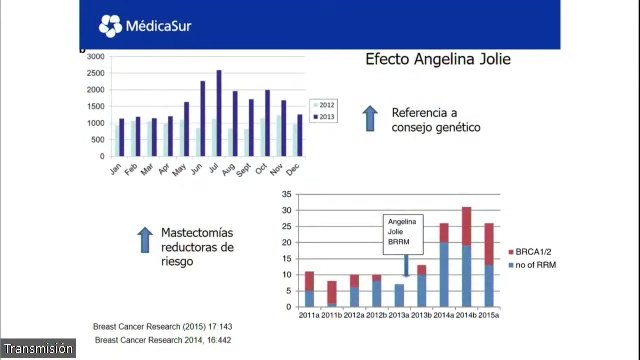 MédicaSur
b
Efecto Angelina Jolie
3000
2500
2000
1500
1000
500
0
Jan Feb Mar Apr May Jun Jul Aug Sept Oct Nov Dec
2012
2013
Referencia a
consejo genético
Mastectomías
reductoras de
riesgo
35
30
25
20
15
10
5
0
Angelina
Jolie
BRRM
2011a 2011b 2012a 2012b 2013a 2013b 2014a 2014b 2015a
BRCA1/2
no of RRM
Breast Cancer Research (2015) 17:143
Breast Cancer Research 2014, 16:442
Transmisión